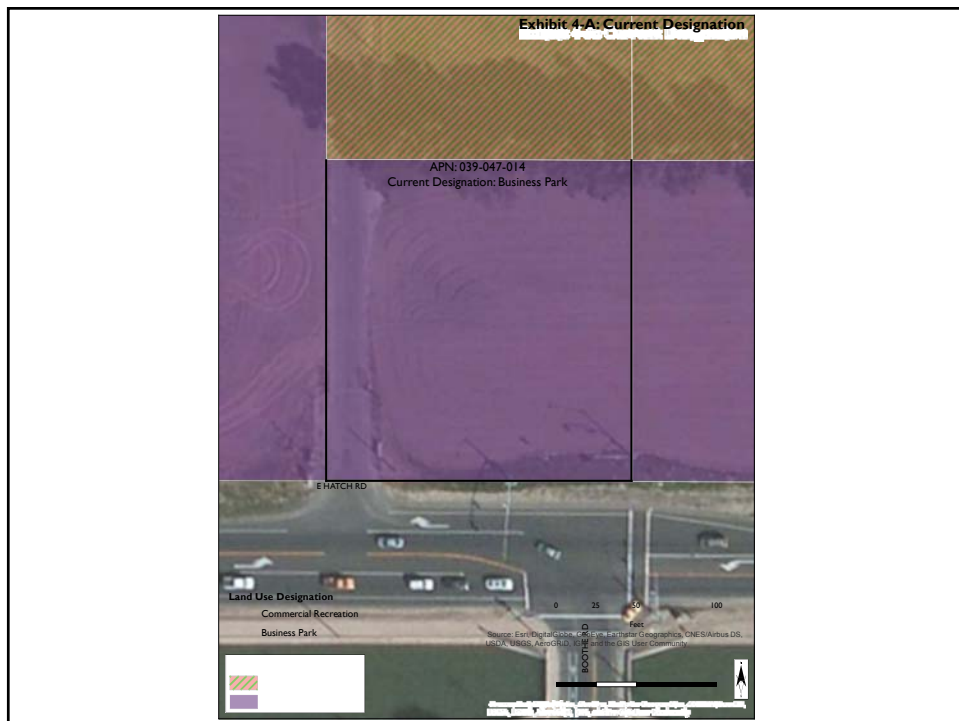 Exhibit 4-A: Current Designation
APN: 039-047-014
Current Designation: Business Park
E HATCH RD
Land Use Designation
Commercial Recreation
Business Park
0 25 50 100
Feet
BOOTHE RD
Source: Esri, DigitalGlobe, GeoEye, Earthstar Geographics, CNES/Airbus DS,
USDA, USGS, AeroGRID, IGN, and the GIS User Community